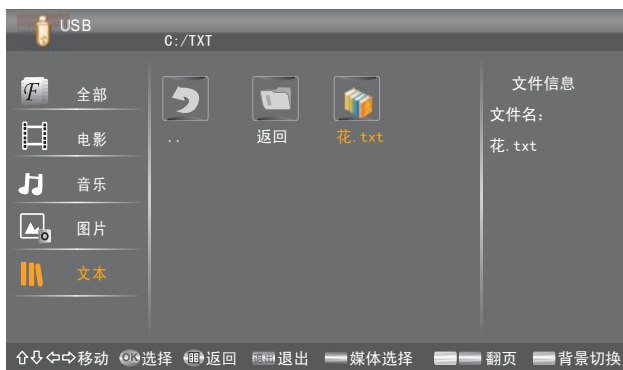 USB
C:/TXT
F 全部
电影
音乐
图片
文本
..
返回
花.txt
文件信息
文件名：
花.txt
移动 OK选择 返回 退出退出 媒体选择 翻页 背景切换